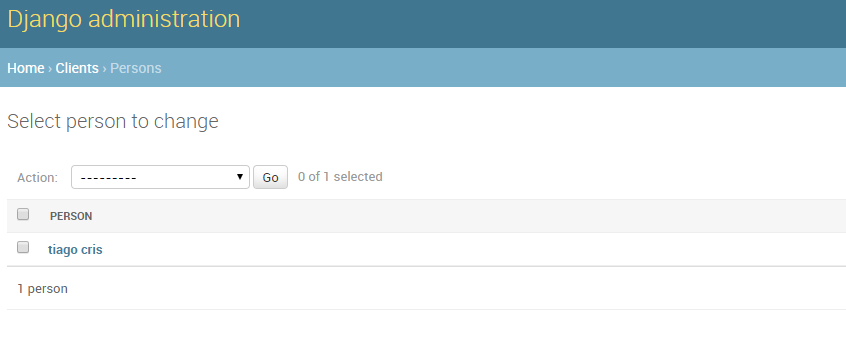 Django administration
Home › Clients › Persons
Select person to change
Action: --------- Go 0 of 1 selected
PERSON
tiago cris
1 person